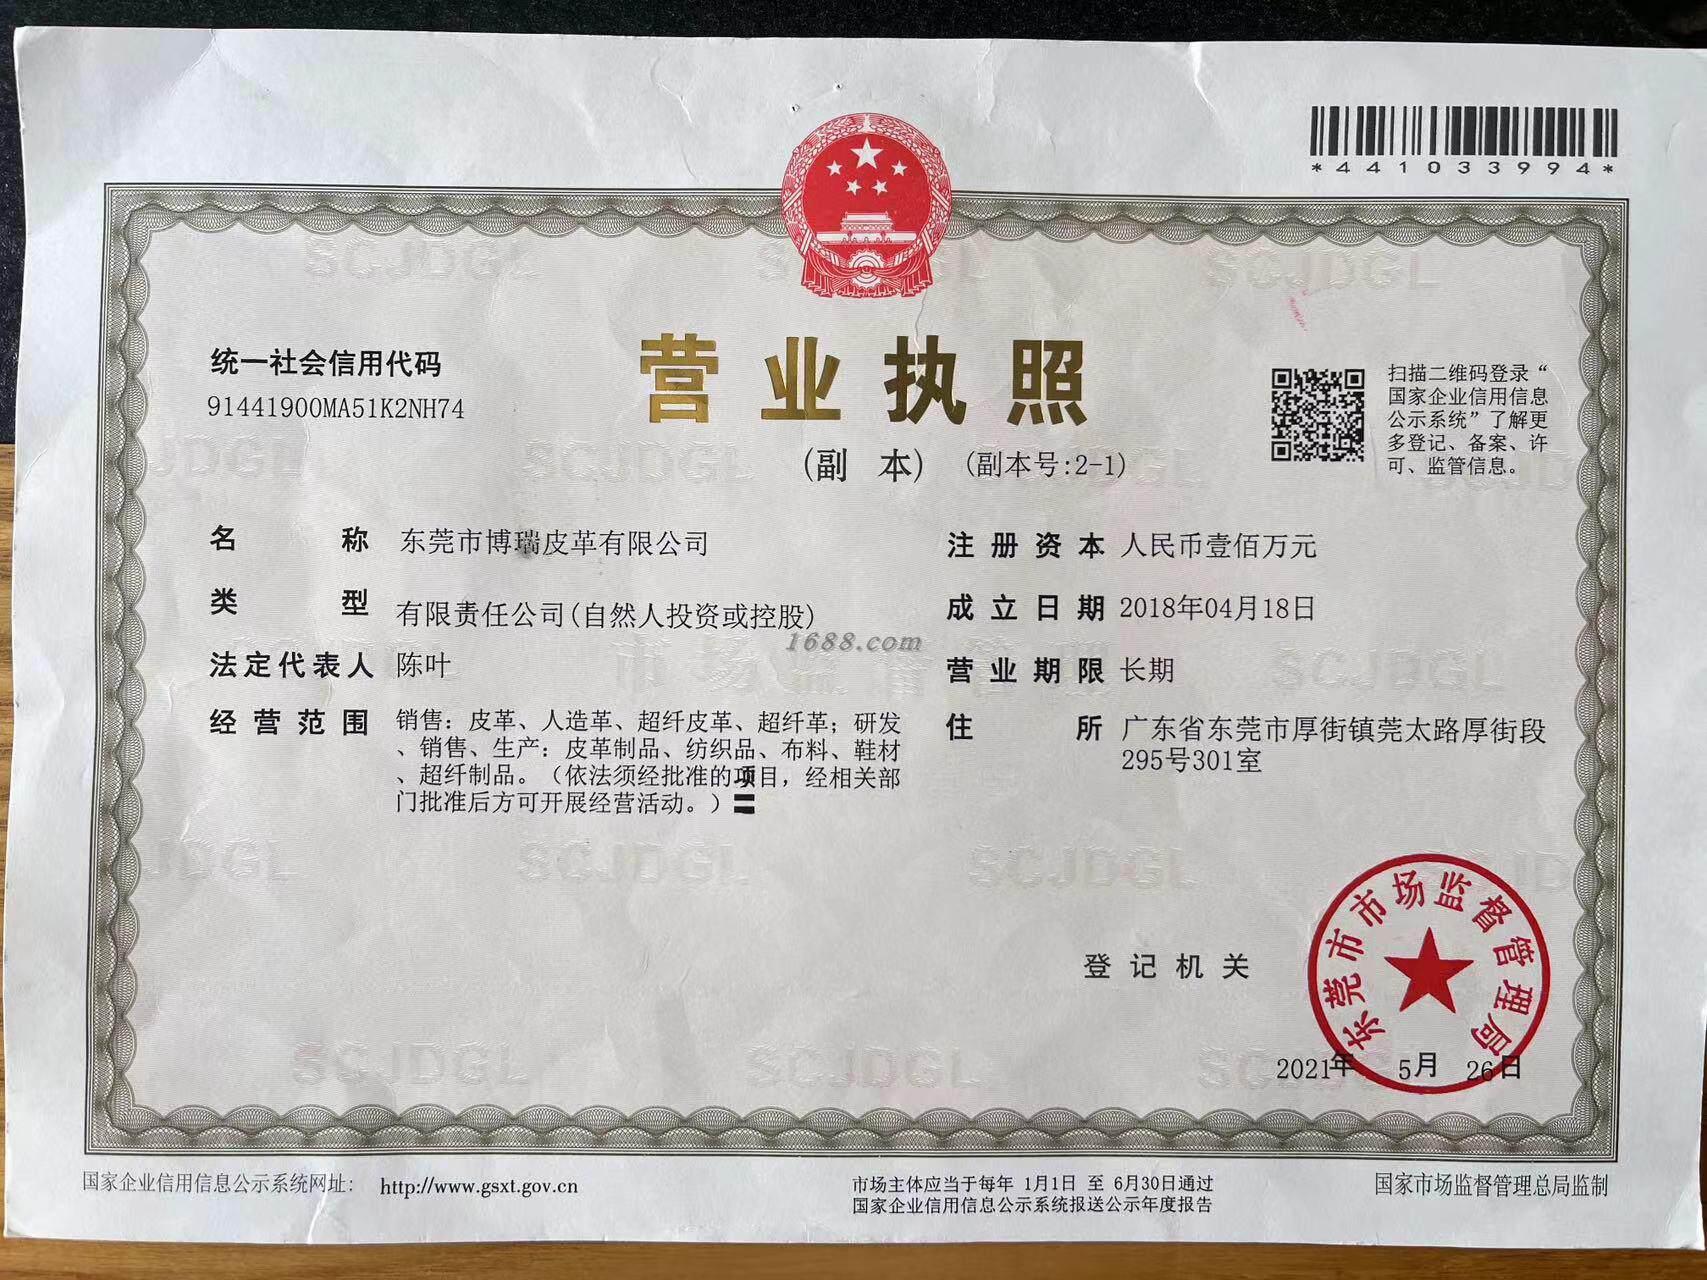 *441033994*
统一社会信用代码
91441900MA51K2NH74
营业执照
(副 本) (副本号:2-1)
扫描二维码登录“
国家企业信用信息
公示系统”了解更
多登记、备案、许
可、监管信息。
名 称 东莞市博瑞皮革有限公司
类 型 有限责任公司(自然人投资或控股)
法定代表人 陈叶
经营范围 销售：皮革、人造革、超纤皮革、超纤革；研发
、销售、生产：皮革制品、纺织品、布料、鞋材
、超纤制品。（依法须经批准的项目，经相关部
门批准后方可开展经营活动。）
注册资本 人民币壹佰万元
成立日期 2018年04月18日
营业期限 长期
住 所 广东省东莞市厚街镇莞太路厚街段
295号301室
1688.com
登记机关
东莞市市场监督管理局
2021年 5月 26日
国家企业信用信息公示系统网址： http://www.gsxt.gov.cn
市场主体应当于每年 1月1日 至 6月30日通过
国家企业信用信息公示系统报送公示年度报告
国家市场监督管理总局监制
SCJDGL
SCJDGL
SCJDGL
SCJDGL
SCJDGL
SCJDGL
SCJDGL
SCJDGL